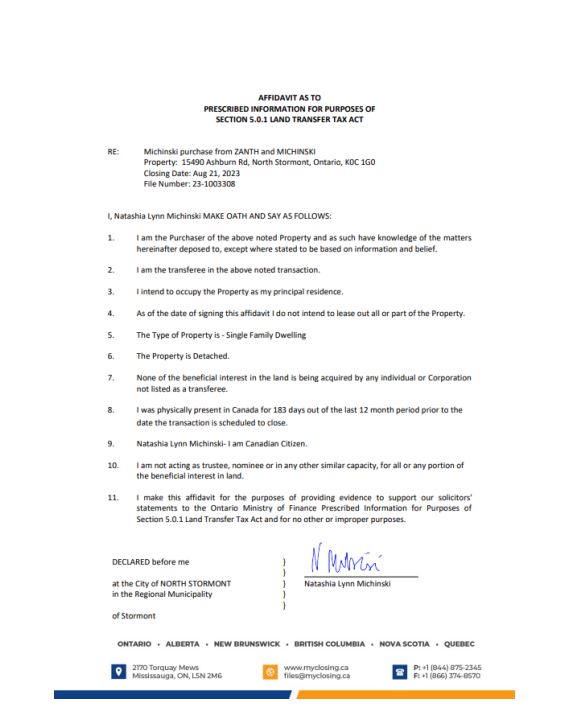 AFFIDAVIT AS TO
PRESCRIBED INFORMATION FOR PURPOSES OF
SECTION 5.0.1 LAND TRANSFER TAX ACT
RE: Michinski purchase from ZANTH and MICHINSKI
Property: 15490 Ashburn Rd, North Stormont, Ontario, K0C 1G0
Closing Date: Aug 21, 2023
File Number: 23-1003308
I, Natashia Lynn Michinski MAKE OATH AND SAY AS FOLLOWS:
1. I am the Purchaser of the above noted Property and as such have knowledge of the matters
hereinafter deposed to, except where stated to be based on information and belief.
2. I am the transferee in the above noted transaction.
3. I intend to occupy the Property as my principal residence.
4. As of the date of signing this affidavit I do not intend to lease out all or part of the Property.
5. The Type of Property is - Single Family Dwelling
6. The Property is Detached.
7. None of the beneficial interest in the land is being acquired by any individual or Corporation
not listed as a transferee.
8. I was physically present in Canada for 183 days out of the last 12 month period prior to the
date the transaction is scheduled to close.
9. Natashia Lynn Michinski- I am Canadian Citizen.
10. I am not acting as trustee, nominee or in any other similar capacity, for all or any portion of
the beneficial interest in land.
11. I make this affidavit for the purposes of providing evidence to support our solicitors'
statements to the Ontario Ministry of Finance Prescribed Information for Purposes of
Section 5.0.1 Land Transfer Tax Act and for no other or improper purposes.
DECLARED before me )
)
at the City of NORTH STORMONT ) Natashia Lynn Michinski
in the Regional Municipality )
)
of Stormont
ONTARIO • ALBERTA • NEW BRUNSWICK • BRITISH COLUMBIA • NOVA SCOTIA • QUEBEC
2170 Torquay Mews www.myclosing.ca P: +1 (844) 875-2345
Mississauga, ON, L5N 2M6 files@myclosing.ca F: +1 (866) 374-8570